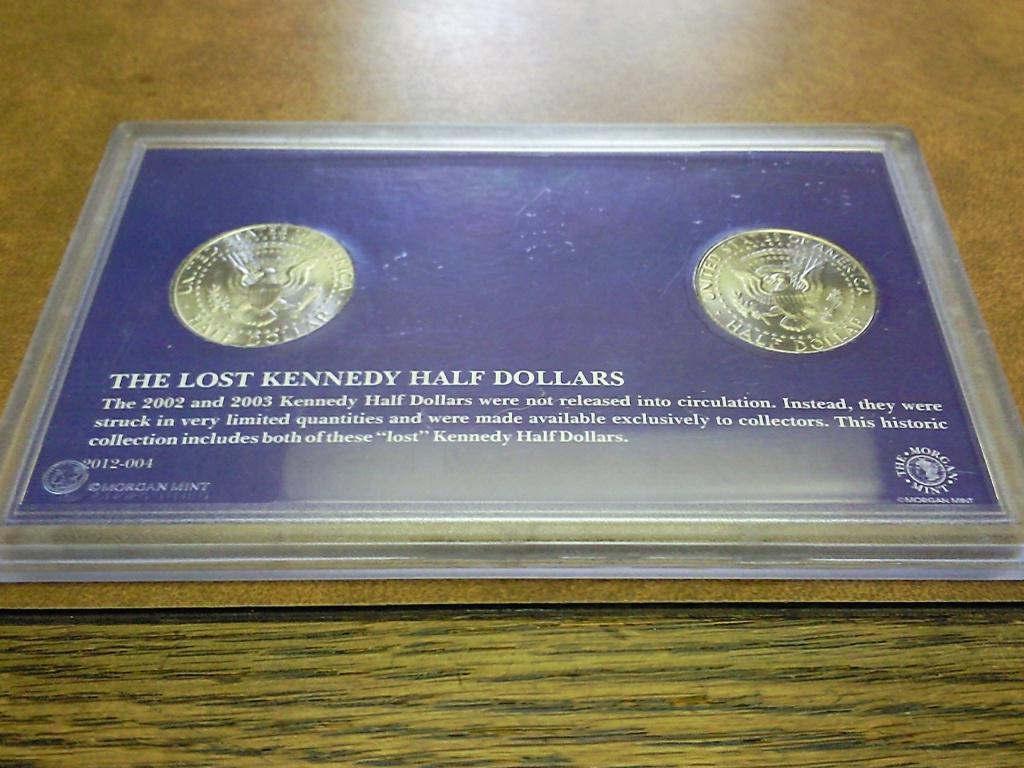 UNITED STATES OF AMERICA
HALF DOLLAR
UNITED STATES OF AMERICA
HALF DOLLAR
THE LOST KENNEDY HALF DOLLARS
The 2002 and 2003 Kennedy Half Dollars were not released into circulation. Instead, they were
struck in very limited quantities and were made available exclusively to collectors. This historic
collection includes both of these “lost” Kennedy Half Dollars.
2012-004
©MORGAN MINT
THE MORGAN MINT
©MORGAN MINT